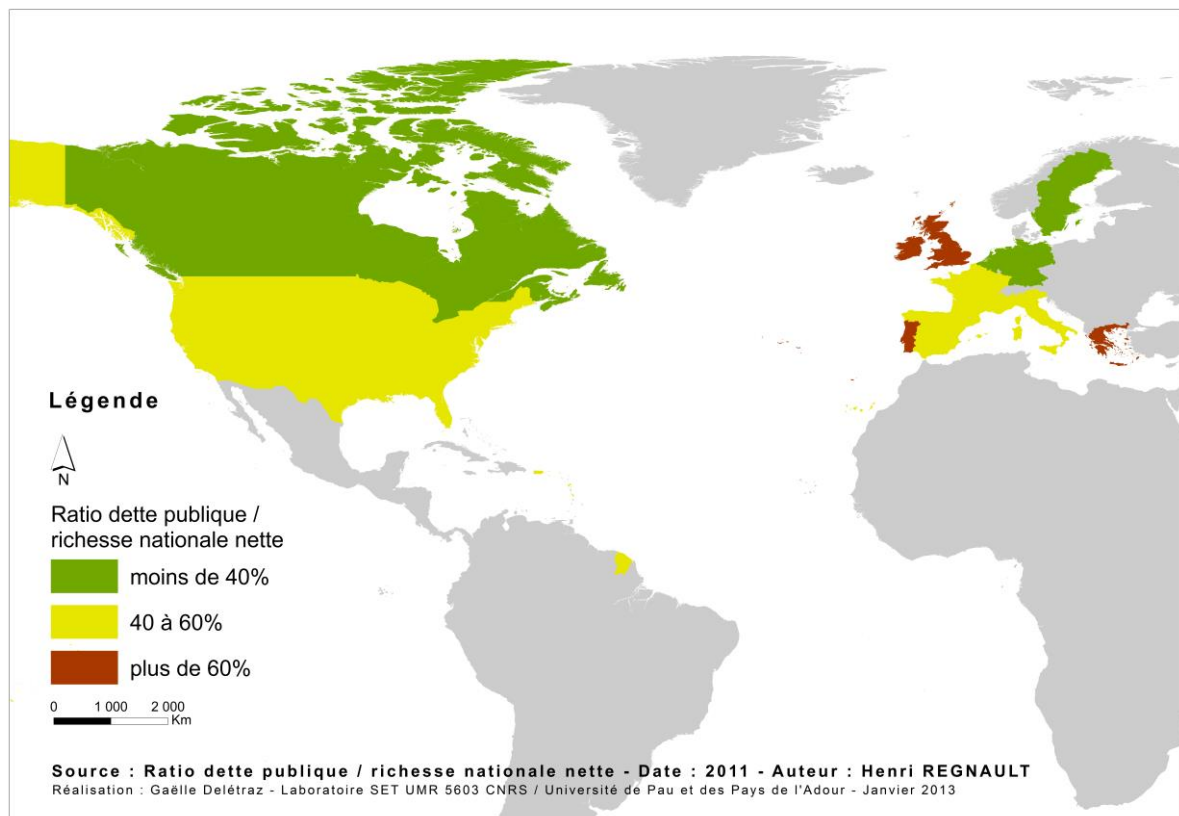 Légende
N
Ratio dette publique /
richesse nationale nette
moins de 40%
40 à 60%
plus de 60%
0 1 000 2 000
Km
Source : Ratio dette publique / richesse nationale nette - Date : 2011 - Auteur : Henri REGNAULT
Réalisation : Gaëlle Delétraz - Laboratoire SET UMR 5603 CNRS / Université de Pau et des Pays de l'Adour - Janvier 2013